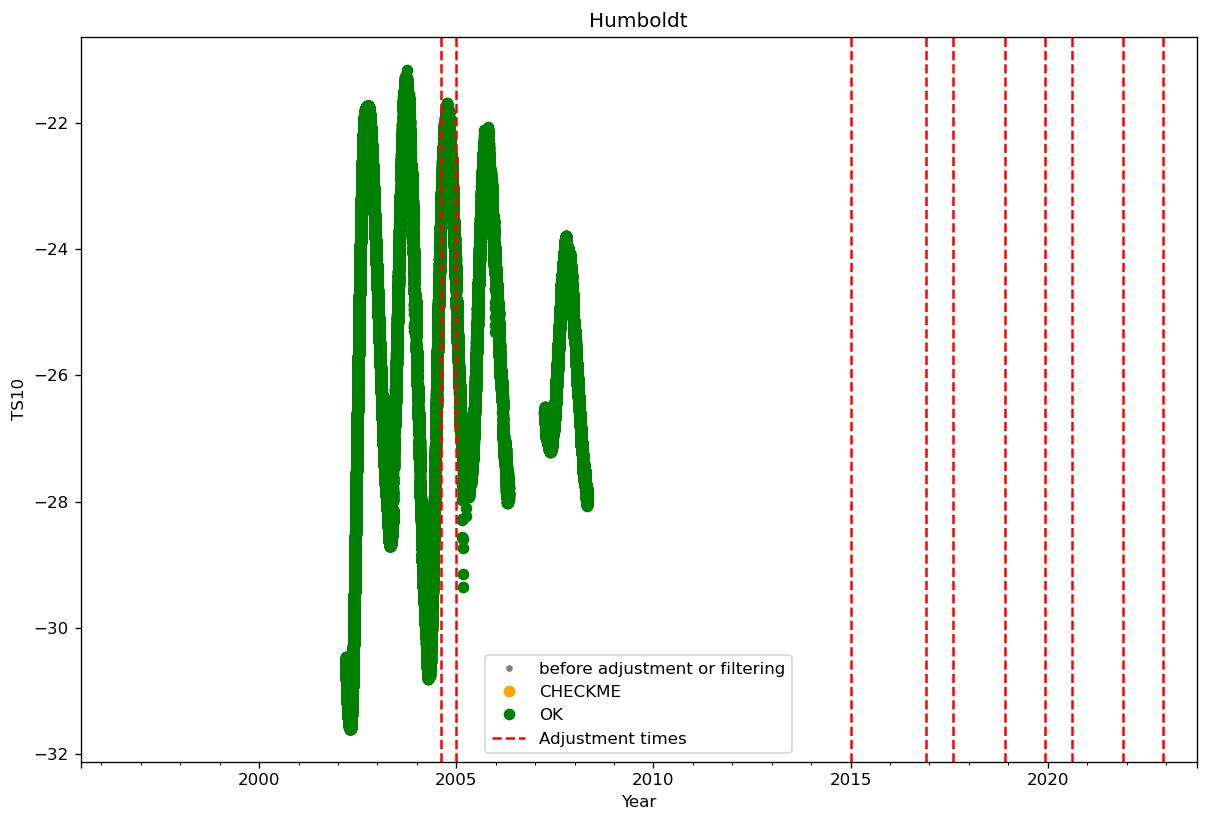 Humboldt
−22
−24
−26
−28
−30
−32
TS10
before adjustment or filtering
CHECKME
OK
Adjustment times
2000
2005
2010
2015
2020
Year